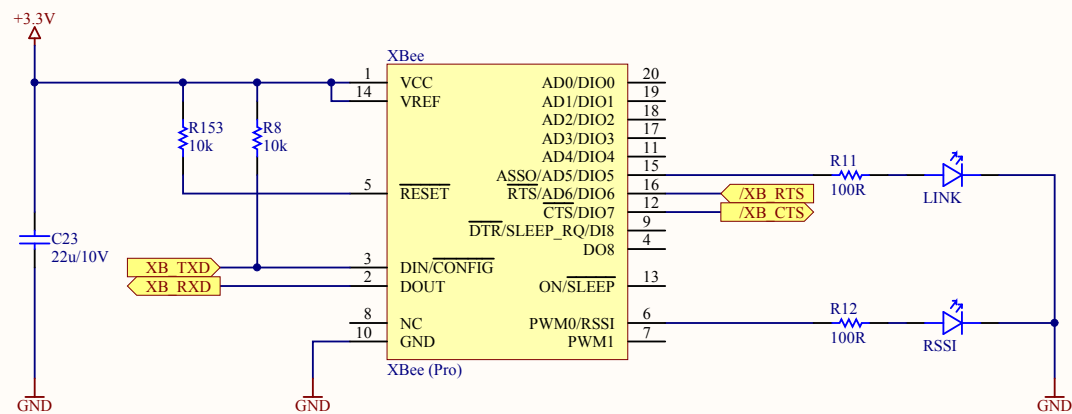 +3.3V
XBee
1 VCC AD0/DIO0 20
14 VREF AD1/DIO1 19
AD2/DIO2 18
R153 10k
R8 10k
AD3/DIO3 17
AD4/DIO4 11
ASSO/AD5/DIO5 15
R11
100R
LINK
5 RESET RTS/AD6/DIO6 16 /XB_RTS
CTS/DIO7 12 /XB_CTS
DTR/SLEEP_RQ/DI8 9
DO8 4
C23
22u/10V
XB_TXD 3 DIN/CONFIG
XB_RXD 2 DOUT ON/SLEEP 13
8 NC PWM0/RSSI 6
R12
100R
RSSI
10 GND PWM1 7
XBee (Pro)
GND
GND
GND